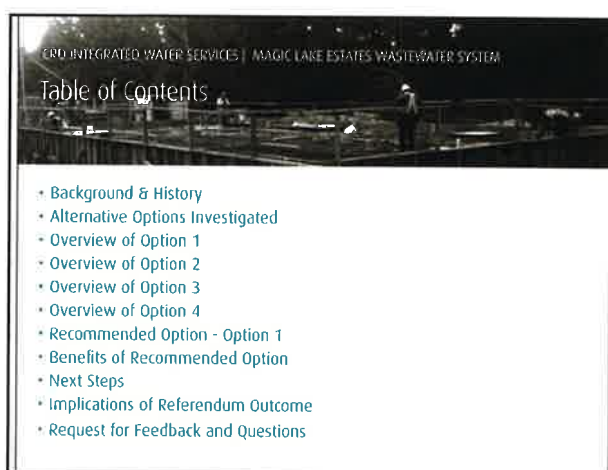 CRD INTEGRATED WATER SERVICES | MAGIC LAKE ESTATES WASTEWATER SYSTEM
Table of Contents
• Background & History
• Alternative Options Investigated
• Overview of Option 1
• Overview of Option 2
• Overview of Option 3
• Overview of Option 4
• Recommended Option - Option 1
• Benefits of Recommended Option
• Next Steps
• Implications of Referendum Outcome
• Request for Feedback and Questions